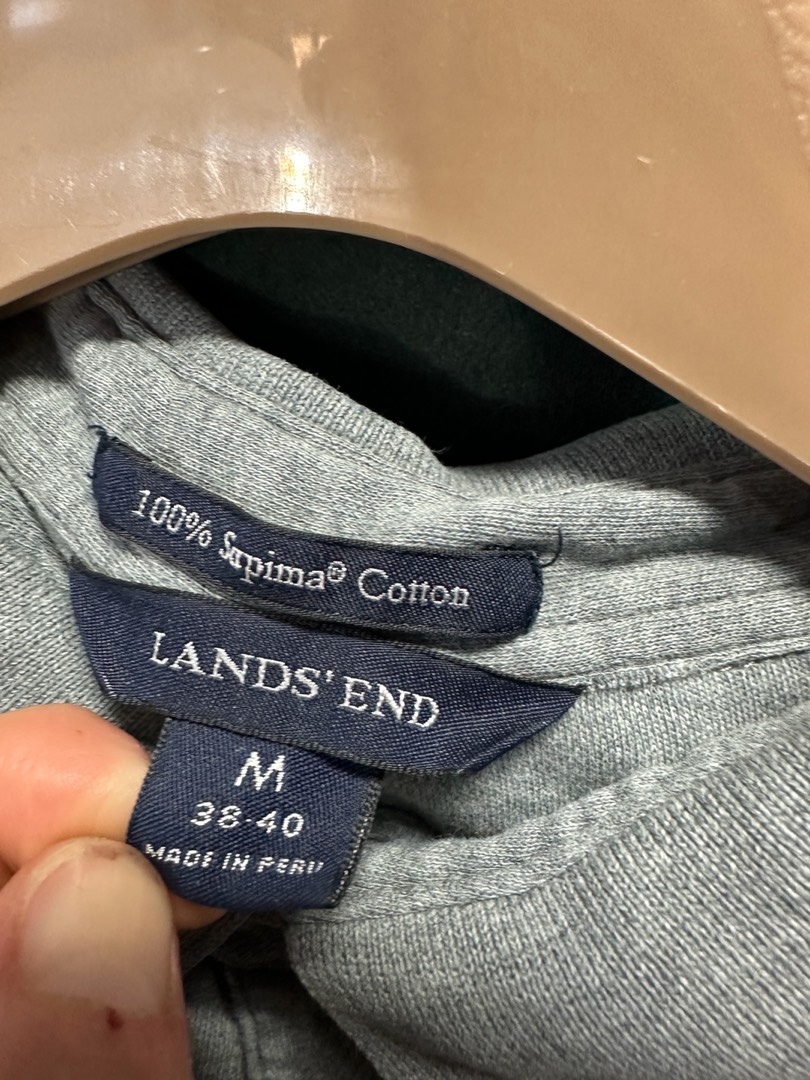 100% Supima® Cotton
LANDS' END
M
38-40
MADE IN PERU